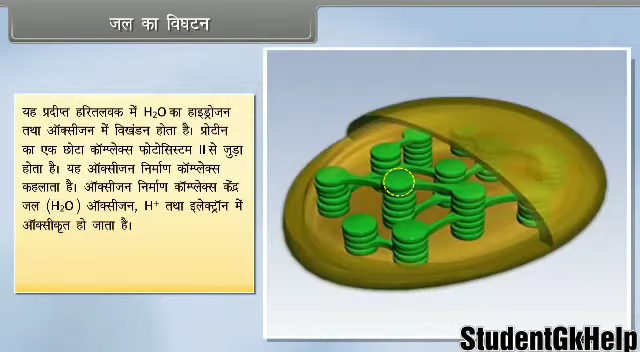 जल का विघटन
यह प्रदीप्त हरितलवक में H₂O का हाइड्रोजन
तथा ऑक्सीजन में विखंडन होता है। प्रोटीन
का एक छोटा कॉम्प्लेक्स फोटोसिस्टम II से जुड़ा
होता है। यह ऑक्सीजन निर्माण कॉम्प्लेक्स
कहलाता है। ऑक्सीजन निर्माण कॉम्प्लेक्स केंद्र
जल (H₂O) ऑक्सीजन, H⁺ तथा इलेक्ट्रॉन में
ऑक्सीकृत हो जाता है।
StudentGkHelp